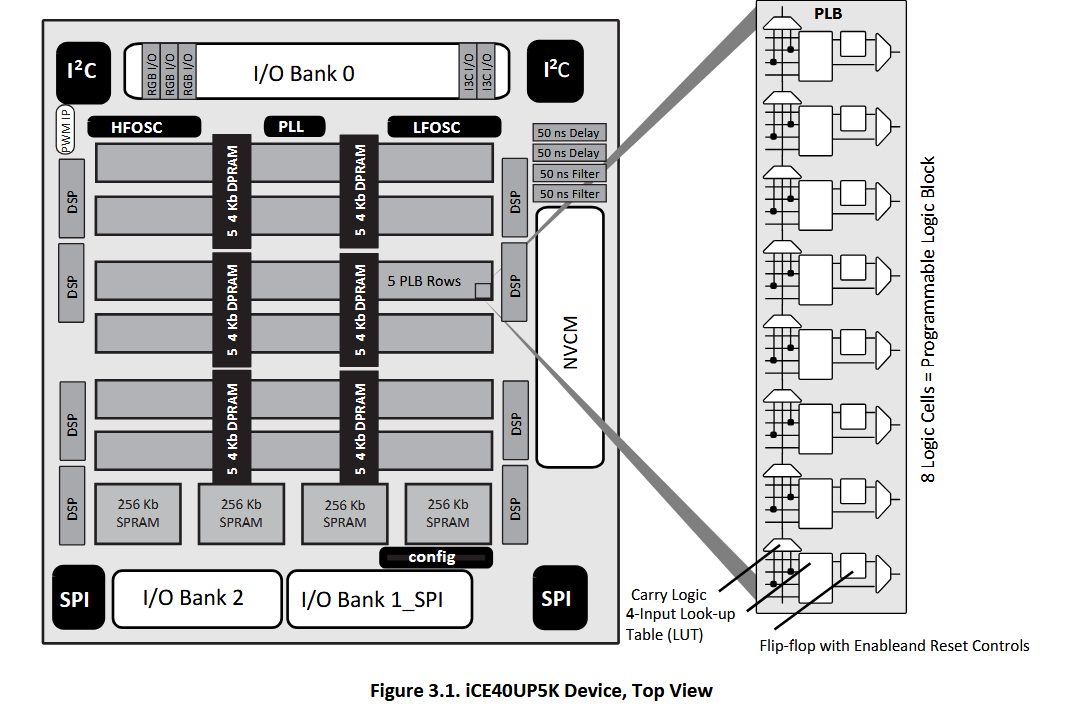 PLB
I²C
RGB I/O
RGB I/O
RGB I/O
I/O Bank 0
I3C I/O
I3C I/O
I²C
PWM IP
HFOSC
PLL
LFOSC
50 ns Delay
50 ns Delay
50 ns Filter
50 ns Filter
DSP
5 4 Kb DPRAM
5 4 Kb DPRAM
DSP
DSP
5 4 Kb DPRAM
5 4 Kb DPRAM
5 PLB Rows
DSP
NVCM
8 Logic Cells = Programmable Logic Block
DSP
5 4 Kb DPRAM
5 4 Kb DPRAM
DSP
DSP
256 Kb
SPRAM
256 Kb
SPRAM
256 Kb
SPRAM
256 Kb
SPRAM
DSP
config
SPI
I/O Bank 2
I/O Bank 1_SPI
SPI
Carry Logic
4-Input Look-up
Table (LUT)
Flip-flop with Enableand Reset Controls
Figure 3.1. iCE40UP5K Device, Top View